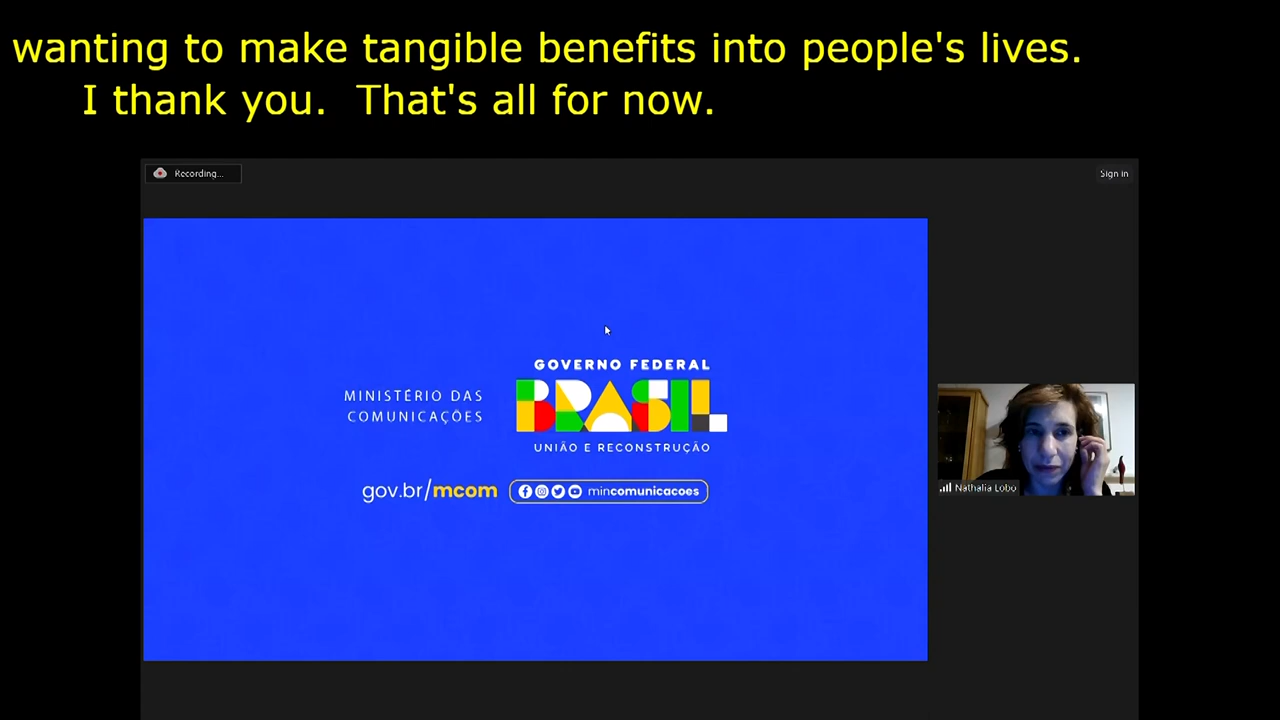 wanting to make tangible benefits into people's lives.
I thank you.  That's all for now.
Recording...
Sign in
GOVERNO FEDERAL
MINISTÉRIO DAS
COMUNICAÇÕES
BRASIL
UNIÃO E RECONSTRUÇÃO
gov.br/mcom
mincomunicacoes
Nathalia Lobo